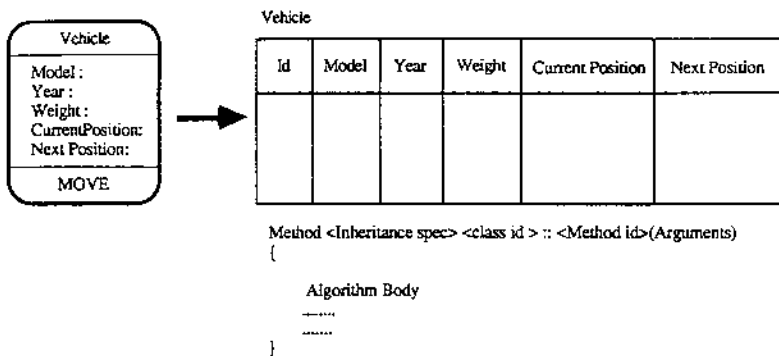 Vehicle
Model :
Year :
Weight :
CurrentPosition:
Next Position:
MOVE
Vehicle
Id Model Year Weight Current Position Next Position
Method <Inheritance spec> <class id > :: <Method id>(Arguments)
{
Algorithm Body
.......
.......
}